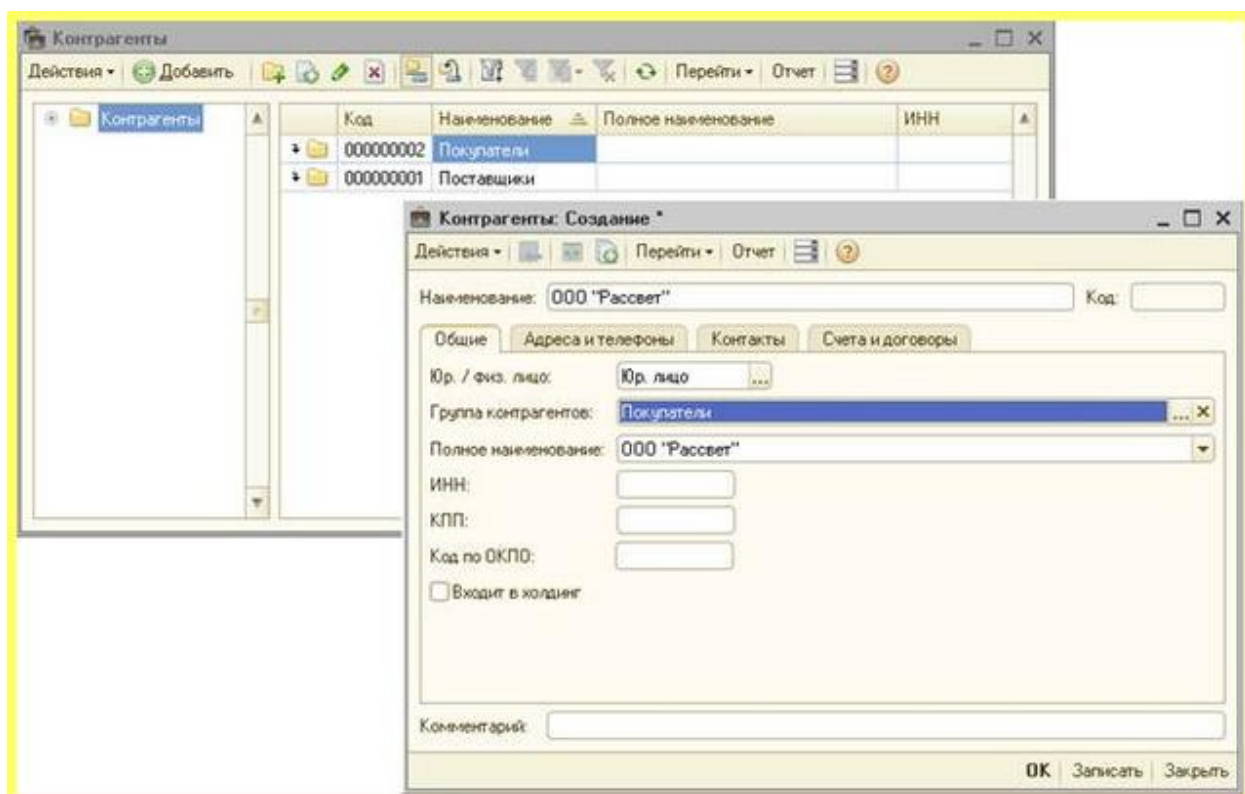 Контрагенты
Действия Добавить Перейти Отчет
Контрагенты
Код Наименование Полное наименование ИНН
000000002 Покупатели
000000001 Поставщики
Контрагенты: Создание *
Действия Перейти Отчет
Наименование: ООО "Рассвет" Код:
Общие Адреса и телефоны Контакты Счета и договоры
Юр. / физ. лицо: Юр. лицо ...
Группа контрагентов: Покупатели ... ×
Полное наименование: ООО "Рассвет"
ИНН:
КПП:
Код по ОКПО:
Входит в холдинг
Комментарий:
OK Записать Закрыть